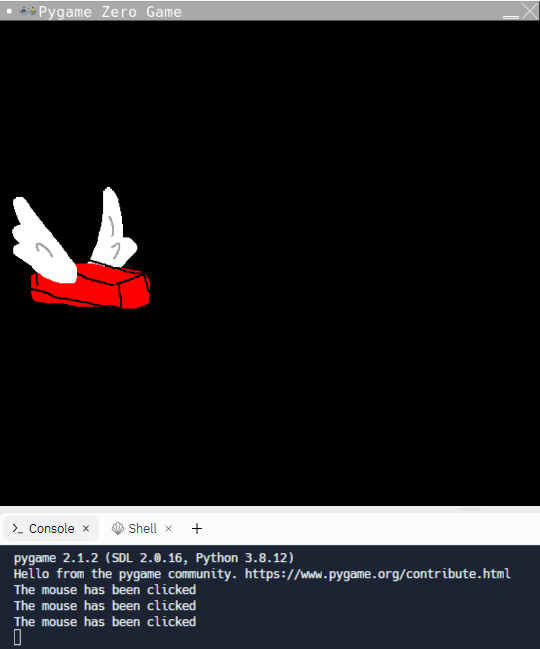 Pygame Zero Game
Console × Shell × +
pygame 2.1.2 (SDL 2.0.16, Python 3.8.12)
Hello from the pygame community. https://www.pygame.org/contribute.html
The mouse has been clicked
The mouse has been clicked
The mouse has been clicked